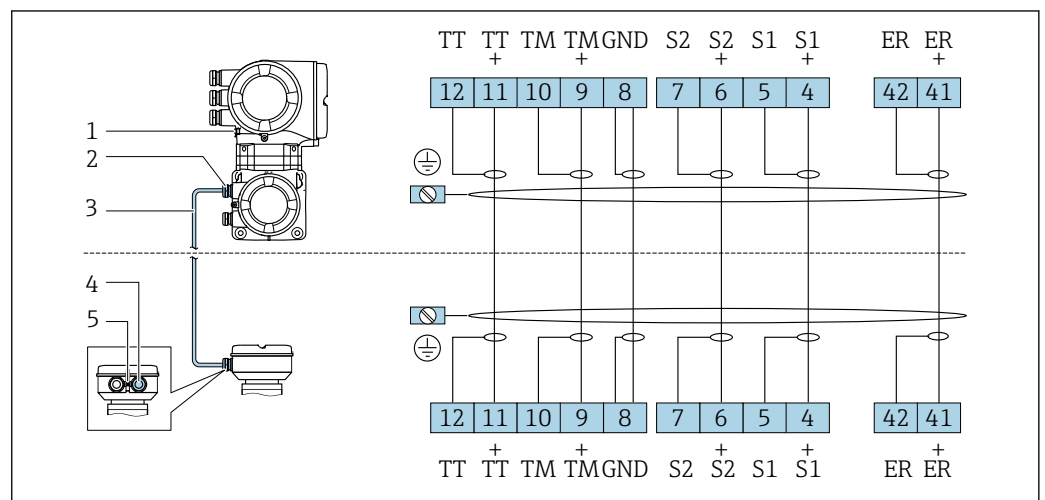 TT TT TM TM GND S2 S2 S1 S1 ER ER
+ + + + +
12 11 10 9 8 7 6 5 4 42 41
1
2
3
4
5
12 11 10 9 8 7 6 5 4 42 41
+ + + + +
TT TT TM TM GND S2 S2 S1 S1 ER ER